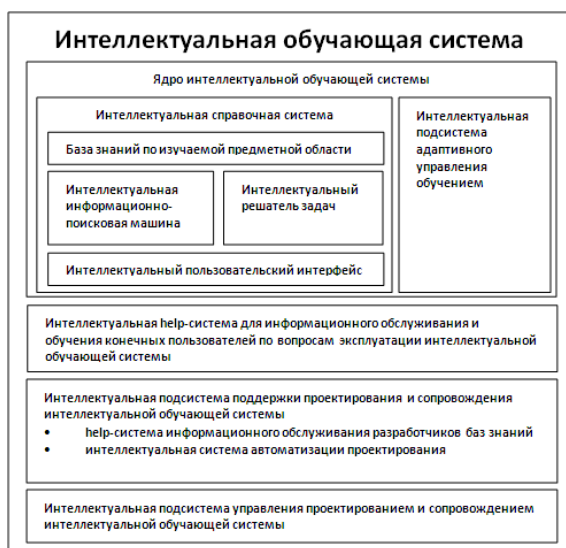 Интеллектуальная обучающая система
Ядро интеллектуальной обучающей системы
Интеллектуальная справочная система
База знаний по изучаемой предметной области
Интеллектуальная
информационно-
поисковая машина
Интеллектуальный
решатель задач
Интеллектуальный пользовательский интерфейс
Интеллектуальная
подсистема
адаптивного
управления
обучением
Интеллектуальная help-система для информационного обслуживания и
обучения конечных пользователей по вопросам эксплуатации интеллектуальной
обучающей системы
Интеллектуальная подсистема поддержки проектирования и сопровождения
интеллектуальной обучающей системы
• help-система информационного обслуживания разработчиков баз знаний
• интеллектуальная система автоматизации проектирования
Интеллектуальная подсистема управления проектированием и сопровождением
интеллектуальной обучающей системы